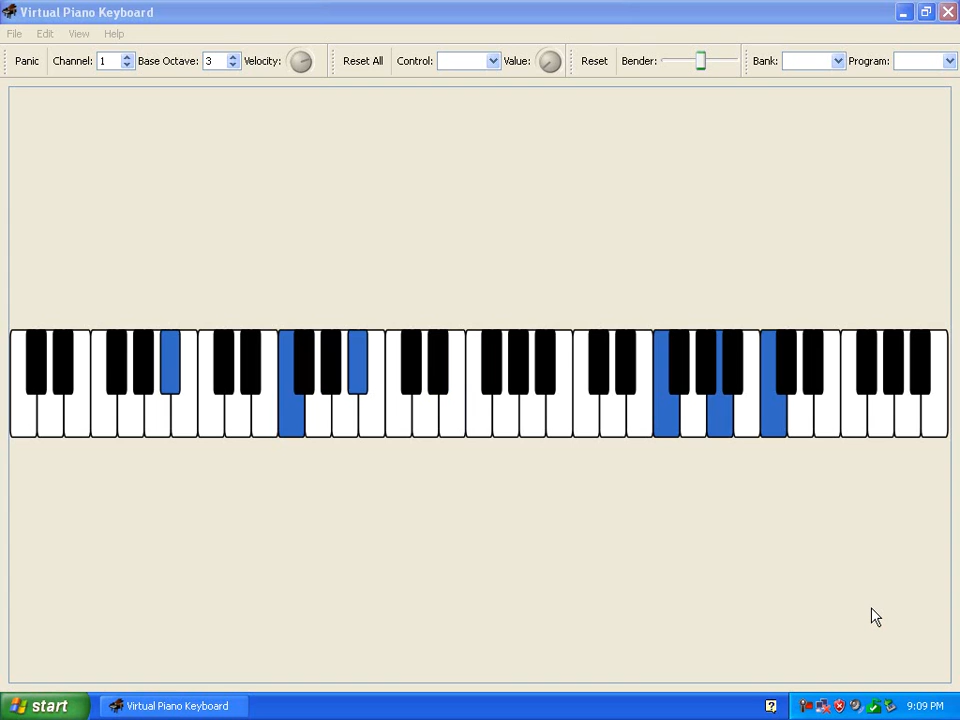 Virtual Piano Keyboard
File Edit View Help
Panic Channel: 1 Base Octave: 3 Velocity: Reset All Control: Value: Reset Bender: Bank: Program:
start Virtual Piano Keyboard ? 9:09 PM